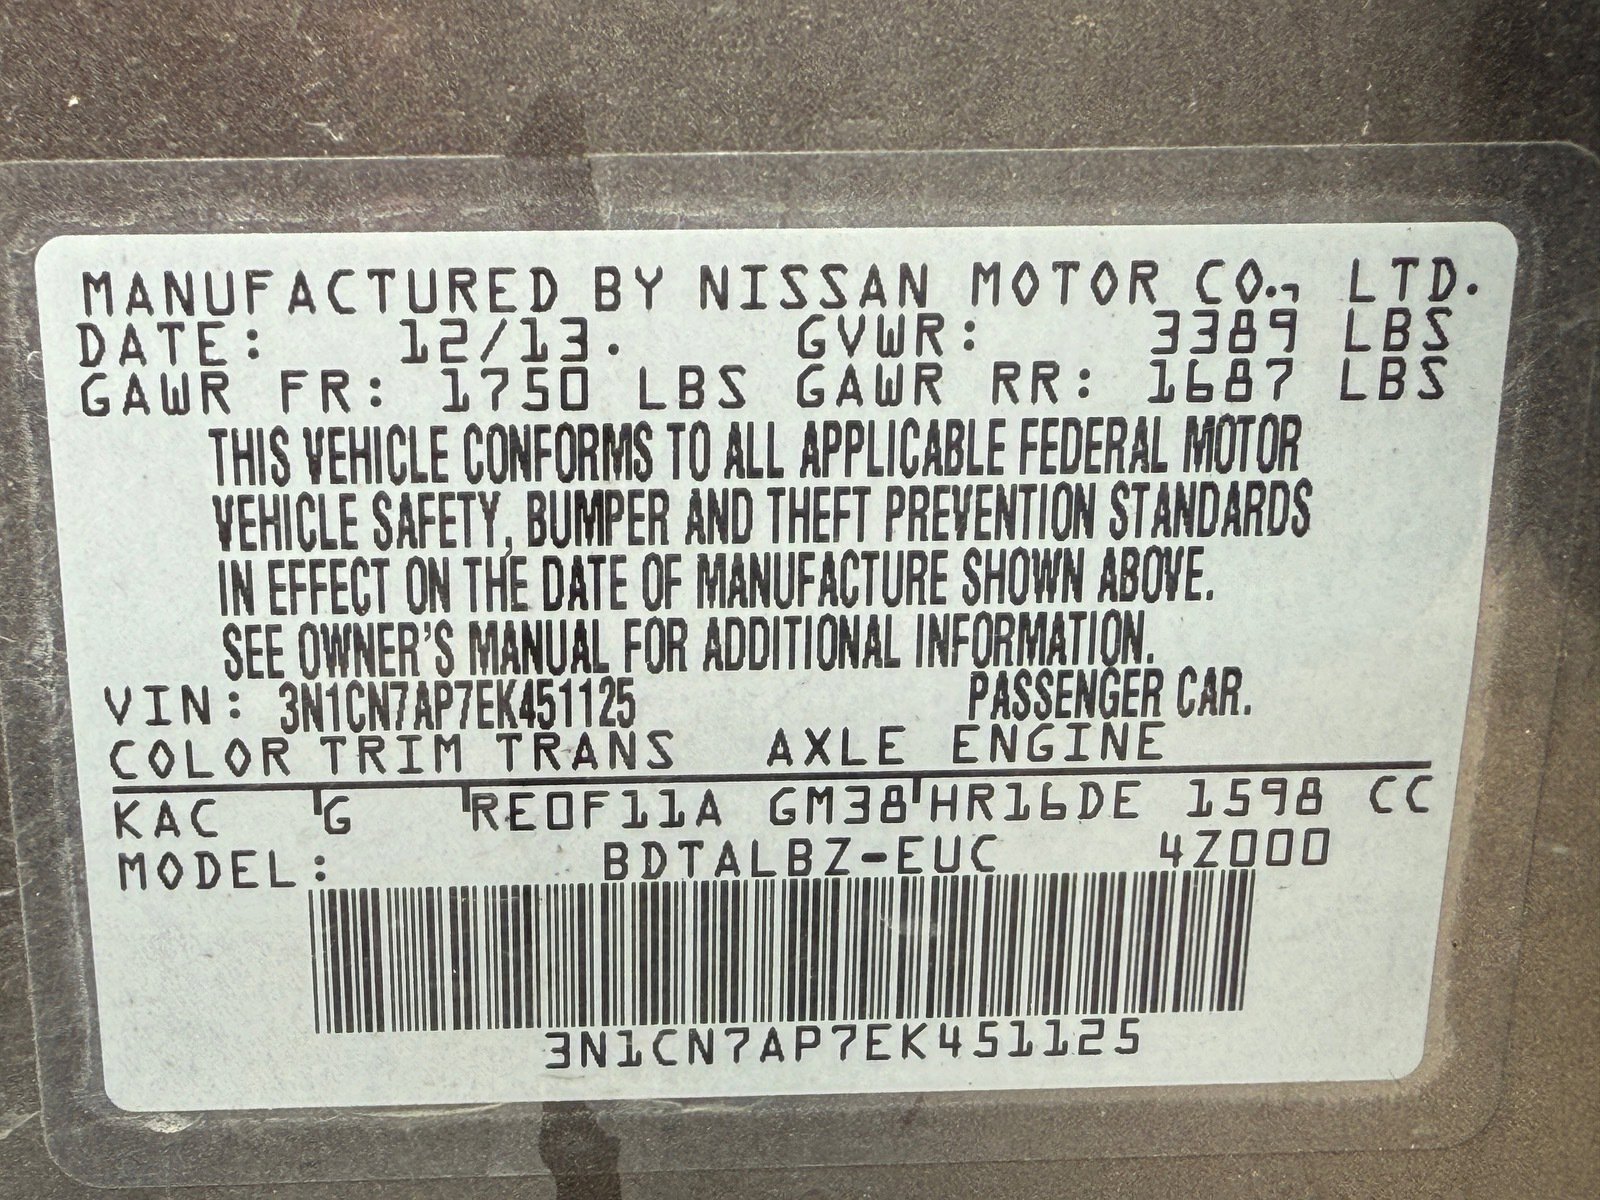 MANUFACTURED BY NISSAN MOTOR CO., LTD.
DATE: 12/13. GVWR: 3389 LBS
GAWR FR: 1750 LBS GAWR RR: 1687 LBS
THIS VEHICLE CONFORMS TO ALL APPLICABLE FEDERAL MOTOR
VEHICLE SAFETY, BUMPER AND THEFT PREVENTION STANDARDS
IN EFFECT ON THE DATE OF MANUFACTURE SHOWN ABOVE.
SEE OWNER'S MANUAL FOR ADDITIONAL INFORMATION.
VIN: 3N1CN7AP7EK451125 PASSENGER CAR.
COLOR TRIM TRANS AXLE ENGINE
KAC G RE0F11A GM38 HR16DE 1598 CC
MODEL: BDTALBZ-EUC 4Z000
3N1CN7AP7EK451125